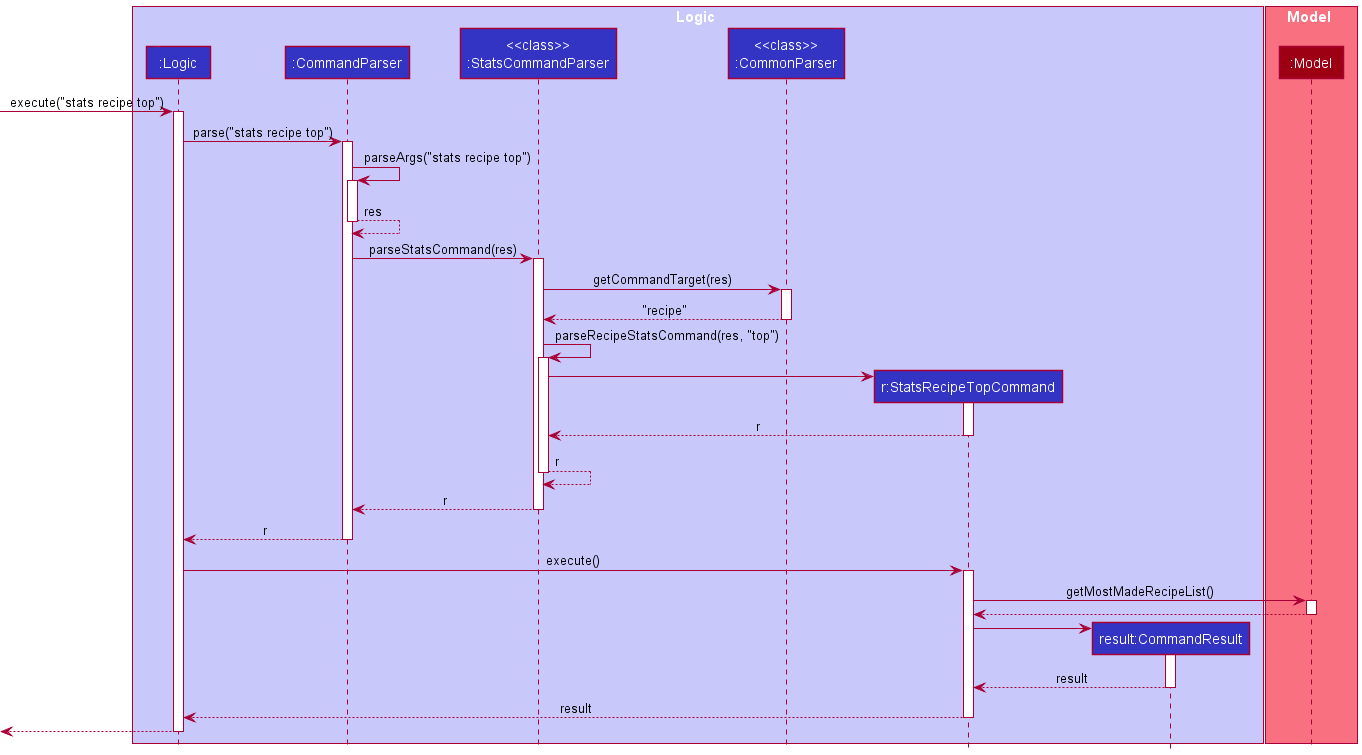 Logic
Model
:Logic
:CommandParser
<<class>>
:StatsCommandParser
<<class>>
:CommonParser
:Model
execute("stats recipe top")
parse("stats recipe top")
parseArgs("stats recipe top")
res
parseStatsCommand(res)
getCommandTarget(res)
"recipe"
parseRecipeStatsCommand(res, "top")
r:StatsRecipeTopCommand
r
r
r
r
execute()
getMostMadeRecipeList()
result:CommandResult
result
result